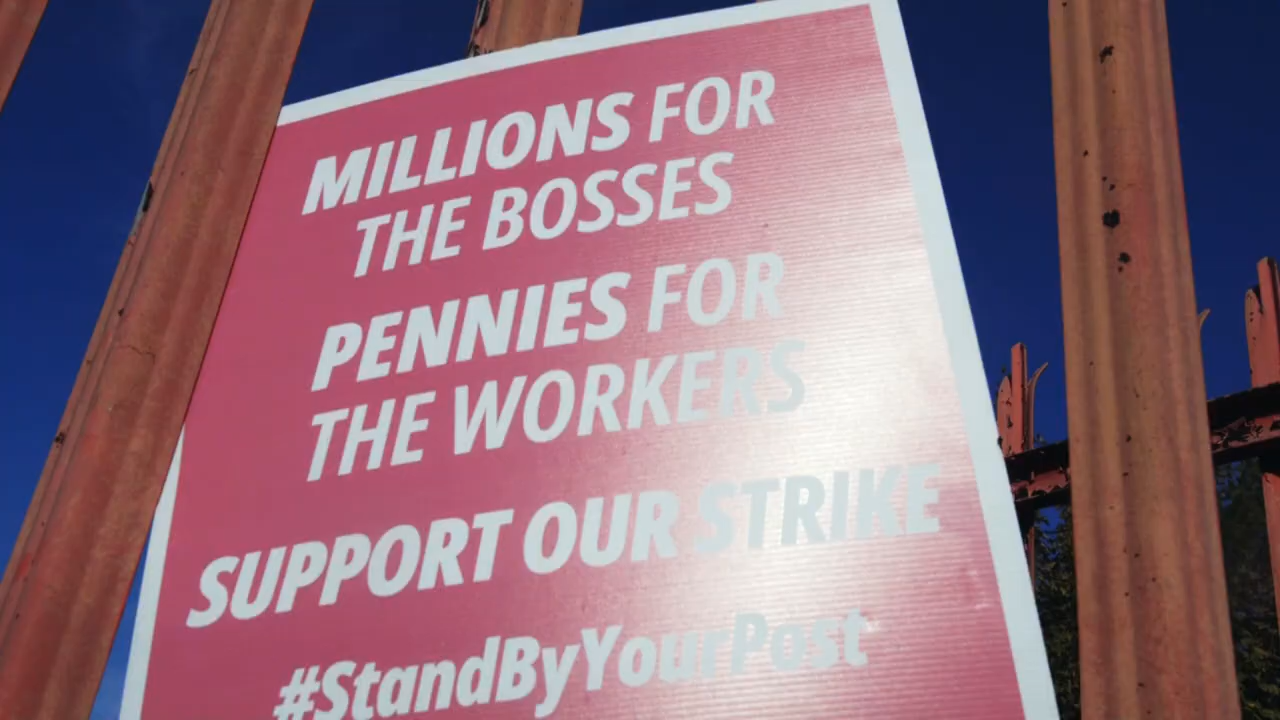 MILLIONS FOR
THE BOSSES
PENNIES FOR
THE WORKERS
SUPPORT OUR STRIKE
#StandByYourPost